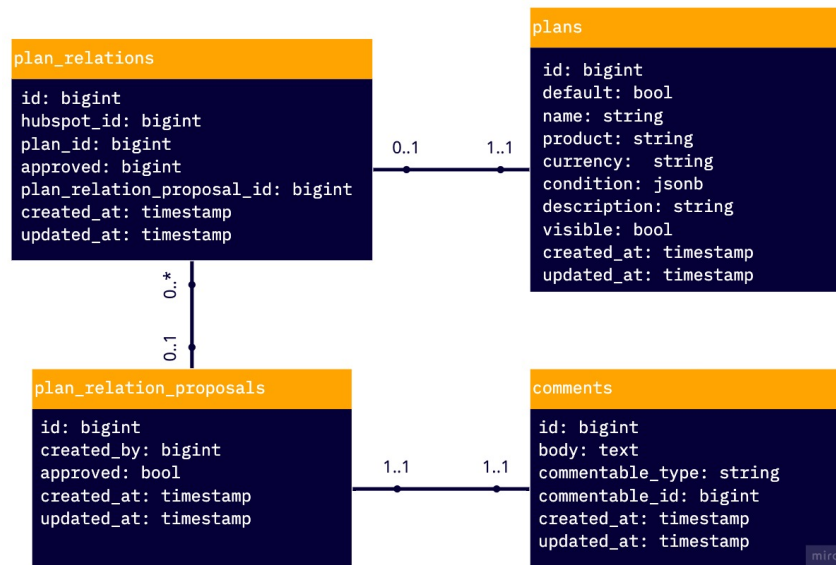 plan_relations
id: bigint
hubspot_id: bigint
plan_id: bigint
approved: bigint
plan_relation_proposal_id: bigint
created_at: timestamp
updated_at: timestamp
0..1
1..1
plans
id: bigint
default: bool
name: string
product: string
currency:  string
condition: jsonb
description: string
visible: bool
created_at: timestamp
updated_at: timestamp
0..*
0..1
plan_relation_proposals
id: bigint
created_by: bigint
approved: bool
created_at: timestamp
updated_at: timestamp
1..1
1..1
comments
id: bigint
body: text
commentable_type: string
commentable_id: bigint
created_at: timestamp
updated_at: timestamp
miro